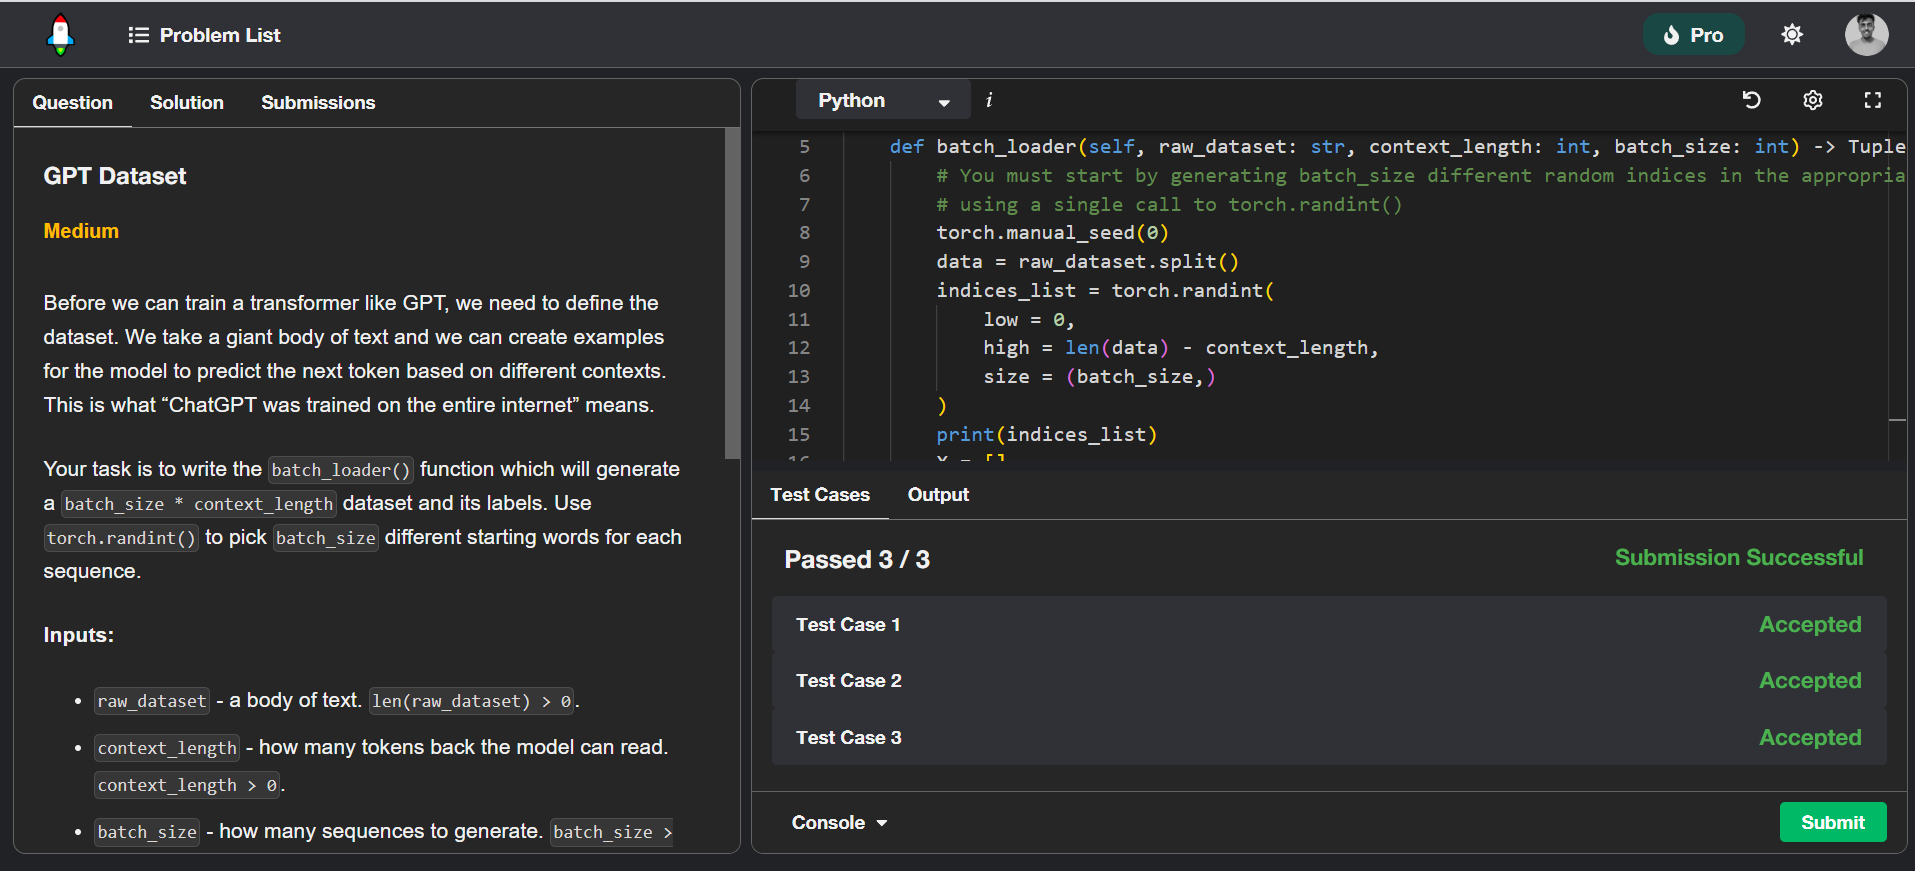 Problem List
Pro
Question Solution Submissions
GPT Dataset
Medium
Before we can train a transformer like GPT, we need to define the
dataset. We take a giant body of text and we can create examples
for the model to predict the next token based on different contexts.
This is what “ChatGPT was trained on the entire internet” means.
Your task is to write the batch_loader() function which will generate
a batch_size * context_length dataset and its labels. Use
torch.randint() to pick batch_size different starting words for each
sequence.
Inputs:
• raw_dataset - a body of text. len(raw_dataset) > 0.
• context_length - how many tokens back the model can read.
context_length > 0.
• batch_size - how many sequences to generate. batch_size >
Python i
5 def batch_loader(self, raw_dataset: str, context_length: int, batch_size: int) -> Tuple
6 # You must start by generating batch_size different random indices in the appropria
7 # using a single call to torch.randint()
8 torch.manual_seed(0)
9 data = raw_dataset.split()
10 indices_list = torch.randint(
11 low = 0,
12 high = len(data) - context_length,
13 size = (batch_size,)
14 )
15 print(indices_list)
16 X = []
Test Cases Output
Passed 3 / 3 Submission Successful
Test Case 1 Accepted
Test Case 2 Accepted
Test Case 3 Accepted
Console Submit